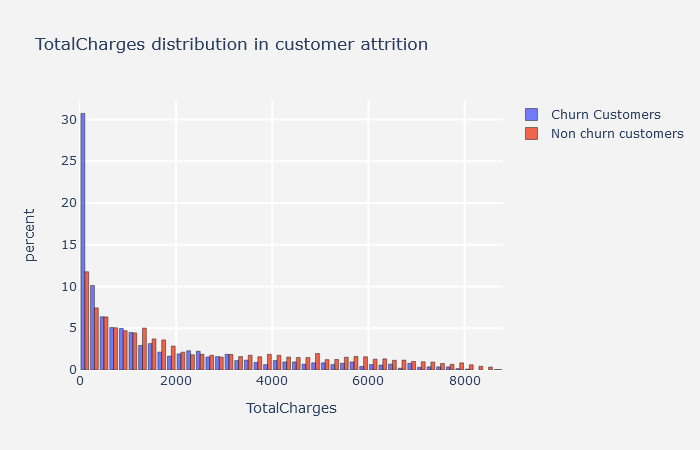 TotalCharges distribution in customer attrition
Churn Customers
Non churn customers
percent
30
25
20
15
10
5
0
0 2000 4000 6000 8000
TotalCharges